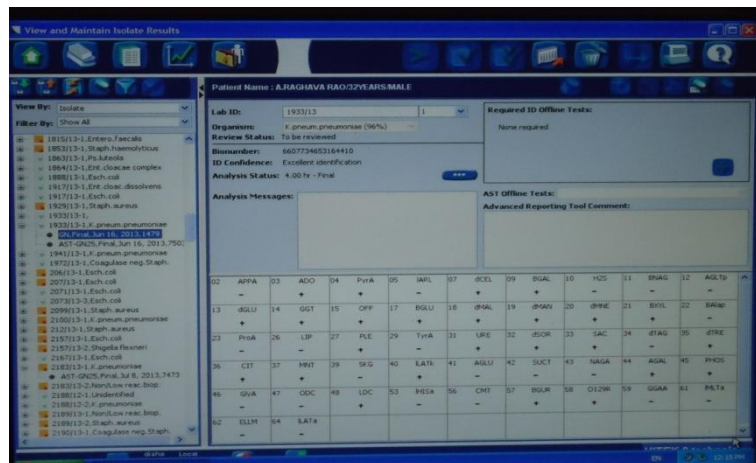 View and Maintain Isolate Results
Patient Name : A.RAGHAVA RAO/32YEARS/MALE
View By: Isolate
Filter By: Show All
1815/13-1,Entero.faecalis
1853/13-1,Staph.haemolyticus
1863/13-1,Ps.luteola
1864/13-1,Ent.cloacae complex
1888/13-1,Esch.coli
1917/13-1,Ent.cloac.dissolvens
1917/13-1,Esch.coli
1929/13-1,Staph.aureus
1933/13-1,
1933/13-1,K.pneum.pneumoniae
GN,Final,Jun 16, 2013,1479
AST-GN25,Final,Jun 16, 2013,750
1941/13-1,K.pneum.pneumoniae
1972/13-1,Coagulase neg.Staph.
206/13-1,Esch.coli
207/13-1,Esch.coli
2071/13-1,Esch.coli
2073/13-3,Esch.coli
2099/13-1,Staph.aureus
2100/13-1,K.pneum.pneumoniae
212/13-1,Staph.aureus
2157/13-1,Esch.coli
2157/13-2,Shigella flexneri
2167/13-1,Esch.coli
2183/13-1,K.pneumoniae
AST-GN25,Final,Jul 8, 2013,7473
2183/13-2,Non/Low reac.biop.
2188/12-1,Unidentified
2188/13-2,K.pneumoniae
2189/13-1,Non/Low reac.biop.
2189/13-2,Staph.aureus
2190/13-1,Coagulase neg.Staph.
Lab ID: 1933/13 1
Organism: K.pneum.pneumoniae (96%)
Review Status: To be reviewed
Bionumber: 6607734653164410
ID Confidence: Excellent identification
Analysis Status: 4.00 hr - Final
Analysis Messages:
Required ID Offline Tests:
None required
AST Offline Tests:
Advanced Reporting Tool Comment:
02 APPA 03 ADO 04 PyrA 05 IARL 07 dCEL 09 BGAL 10 H2S 11 BNAG 12 AGLTp
- + + - + + - - -
13 dGLU 14 GGT 15 OFF 17 BGLU 18 dMAL 19 dMAN 20 dMNE 21 BXYL 22 BAlap
+ + + + + + + + -
23 ProA 26 LIP 27 PLE 29 TyrA 31 URE 32 dSOR 33 SAC 34 dTAG 35 dTRE
36 CIT 37 MNT 39 5KG 40 ILATk 41 AGLU 42 SUCT 43 NAGA 44 AGAL 45 PHOS
46 GlyA 47 ODC 48 LDC 53 IHISa 56 CMT 57 BGUR 58 O129R 59 GGAA 61 IMLTa
62 ELLM 64 ILATa
- -
EN 12:15 PM